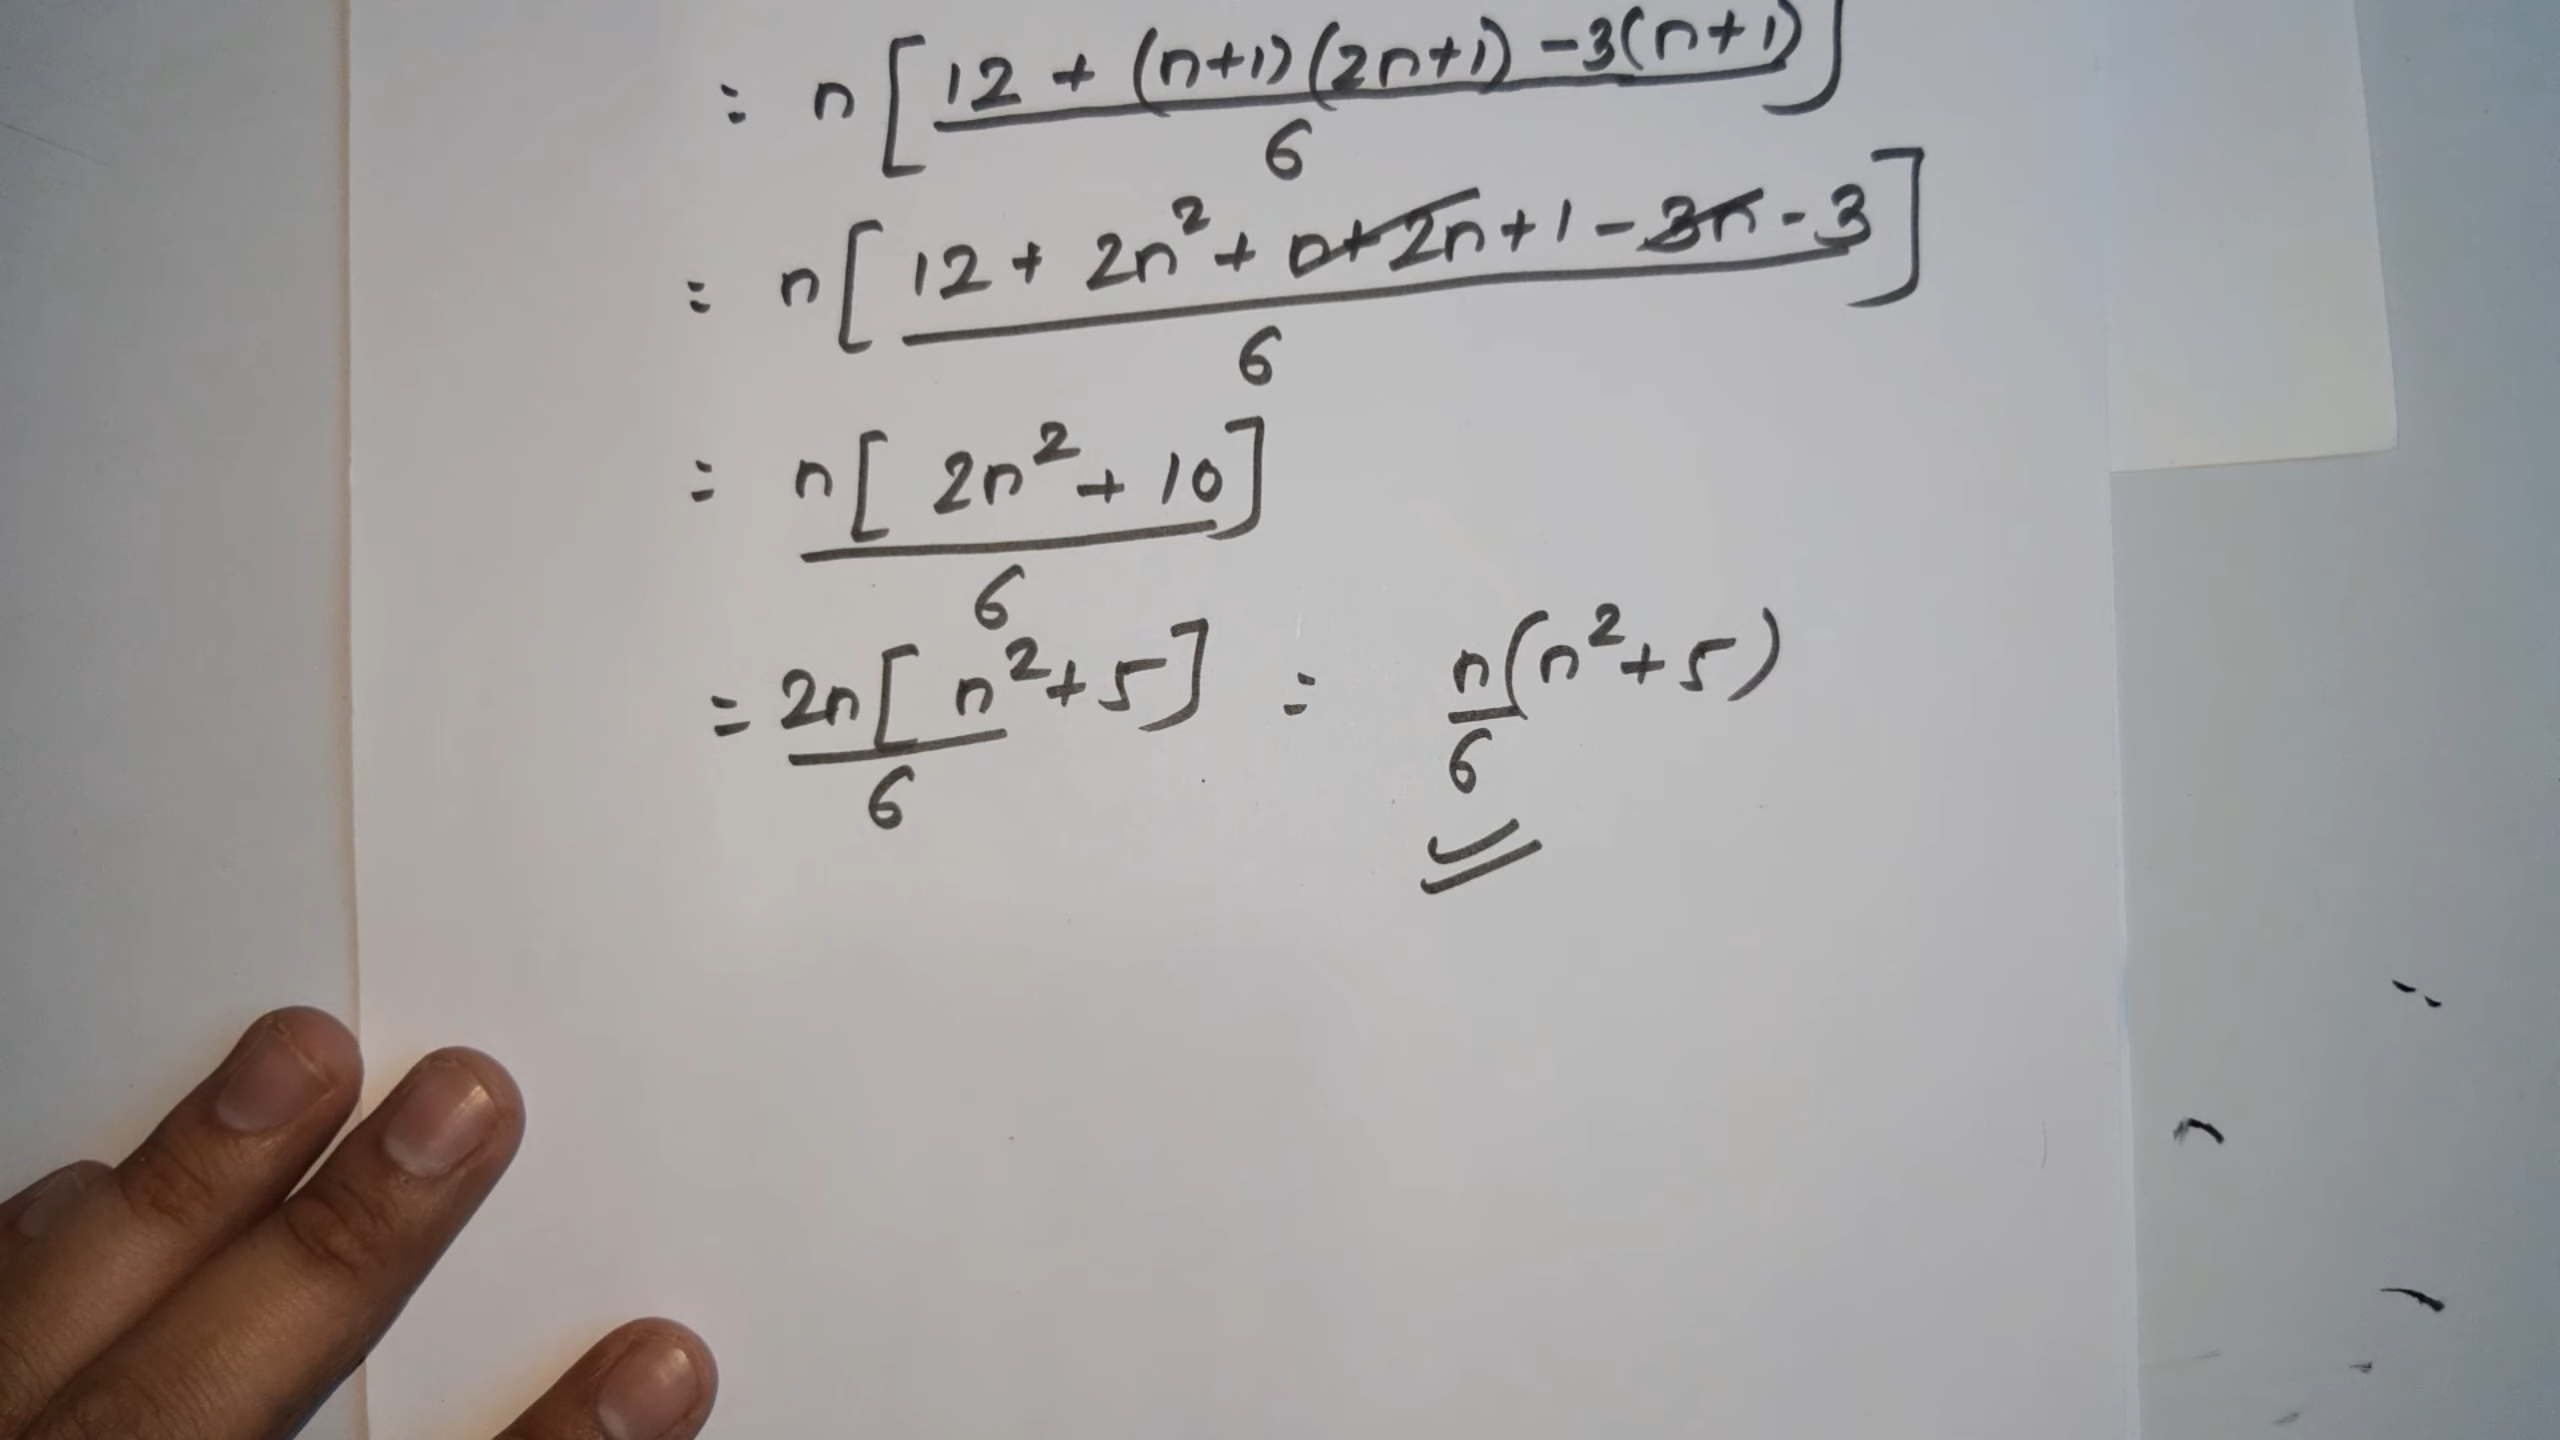 = n[12 + (n+1)(2n+1) -3(n+1)]
6
= n[12 + 2n² + n+2n+1-3n-3]
6
= n[2n² + 10]
6
= 2n[n²+5] = n(n²+5)
6 6